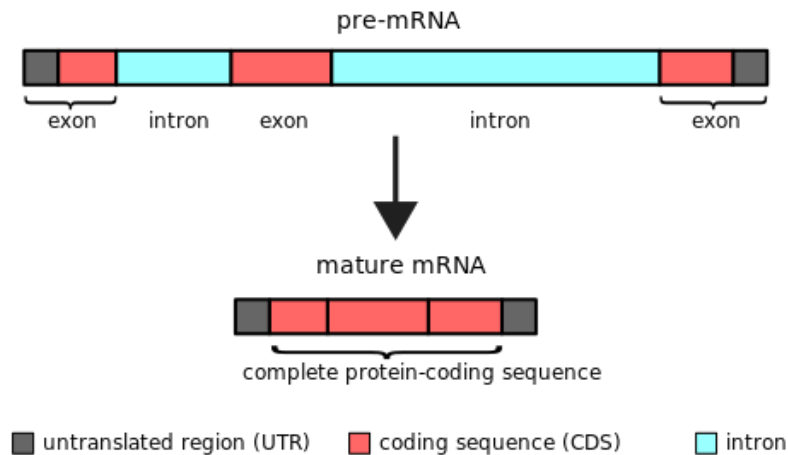 pre-mRNA
exon intron exon intron exon
mature mRNA
complete protein-coding sequence
untranslated region (UTR) coding sequence (CDS) intron